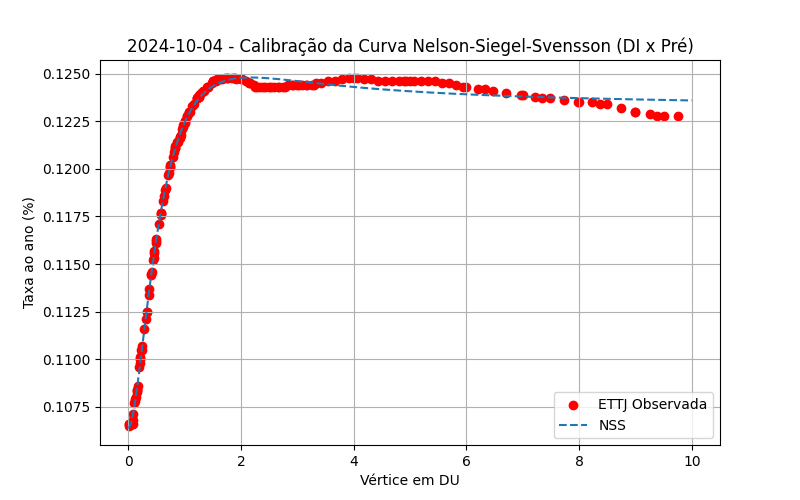 2024-10-04 - Calibração da Curva Nelson-Siegel-Svensson (DI x Pré)
Taxa ao ano (%)
0.1250
0.1225
0.1200
0.1175
0.1150
0.1125
0.1100
0.1075
0 2 4 6 8 10
Vértice em DU
ETTJ Observada
NSS